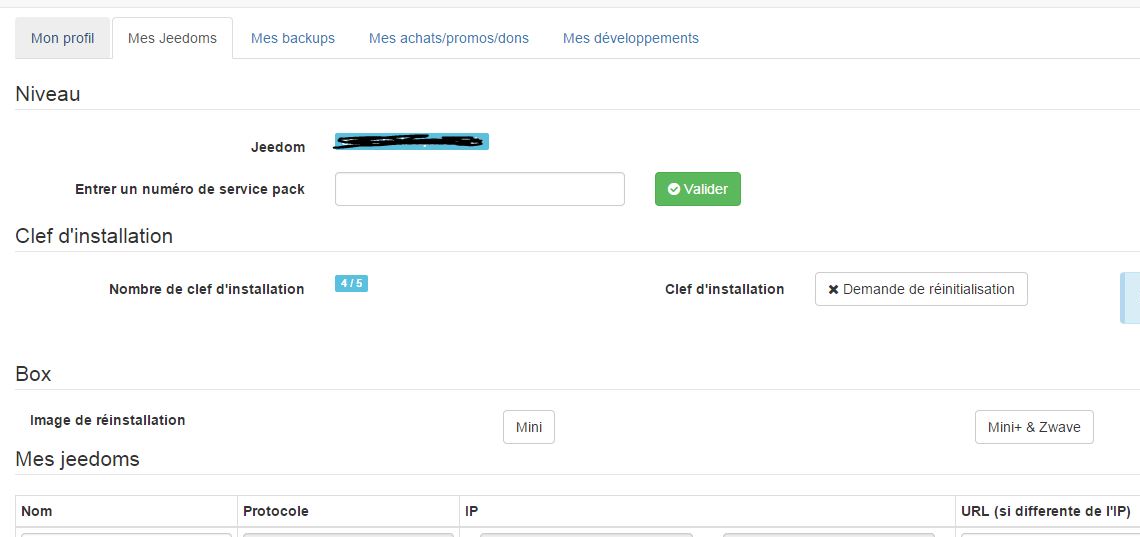 Mon profil Mes Jeedoms Mes backups Mes achats/promos/dons Mes développements
Niveau
Jeedom
Entrer un numéro de service pack Valider
Clef d'installation
Nombre de clef d'installation 4 / 5 Clef d'installation Demande de réinitialisation
Box
Image de réinstallation Mini Mini+ & Zwave
Mes jeedoms
Nom Protocole IP URL (si differente de l'IP)